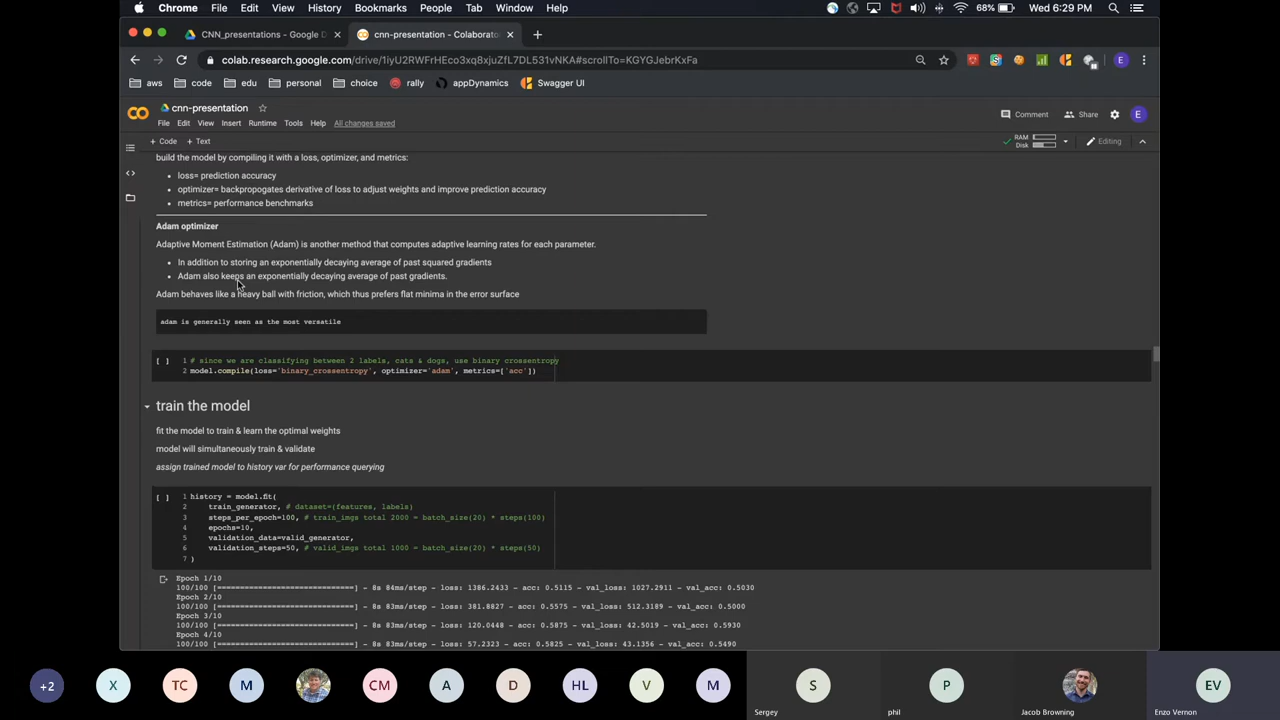 Chrome File Edit View History Bookmarks People Tab Window Help 68% Wed 6:29 PM
CNN_presentations - Google D × cnn-presentation - Colaborato × +
colab.research.google.com/drive/1iyU2RWFrHEco3xq8xjuZfL7DL531vNKA#scrollTo=KGYGJebrKxFa E
aws code edu personal choice rally appDynamics Swagger UI
cnn-presentation
Comment Share E
File Edit View Insert Runtime Tools Help All changes saved
+ Code + Text RAM Disk Editing
build the model by compiling it with a loss, optimizer, and metrics:
• loss= prediction accuracy
• optimizer= backpropogates derivative of loss to adjust weights and improve prediction accuracy
• metrics= performance benchmarks
Adam optimizer
Adaptive Moment Estimation (Adam) is another method that computes adaptive learning rates for each parameter.
• In addition to storing an exponentially decaying average of past squared gradients
• Adam also keeps an exponentially decaying average of past gradients.
Adam behaves like a heavy ball with friction, which thus prefers flat minima in the error surface
adam is generally seen as the most versatile
[ ] 1 # since we are classifying between 2 labels, cats & dogs, use binary crossentropy
2 model.compile(loss='binary_crossentropy', optimizer='adam', metrics=['acc'])
train the model
fit the model to train & learn the optimal weights
model will simultaneously train & validate
assign trained model to history var for performance querying
[ ] 1 history = model.fit(
2 train_generator, # dataset=(features, labels)
3 steps_per_epoch=100, # train_imgs total 2000 = batch_size(20) * steps(100)
4 epochs=10,
5 validation_data=valid_generator,
6 validation_steps=50, # valid_imgs total 1000 = batch_size(20) * steps(50)
7 )
Epoch 1/10
100/100 [==============================] - 8s 84ms/step - loss: 1386.2433 - acc: 0.5115 - val_loss: 1027.2911 - val_acc: 0.5030
Epoch 2/10
100/100 [==============================] - 8s 83ms/step - loss: 381.8827 - acc: 0.5575 - val_loss: 512.3189 - val_acc: 0.5000
Epoch 3/10
100/100 [==============================] - 8s 83ms/step - loss: 120.0448 - acc: 0.5875 - val_loss: 42.5019 - val_acc: 0.5930
Epoch 4/10
100/100 [==============================] - 8s 83ms/step - loss: 57.2323 - acc: 0.5825 - val_loss: 43.1356 - val_acc: 0.5490
+2 X TC M CM A D HL V M S P EV
Sergey phil Jacob Browning Enzo Vernon